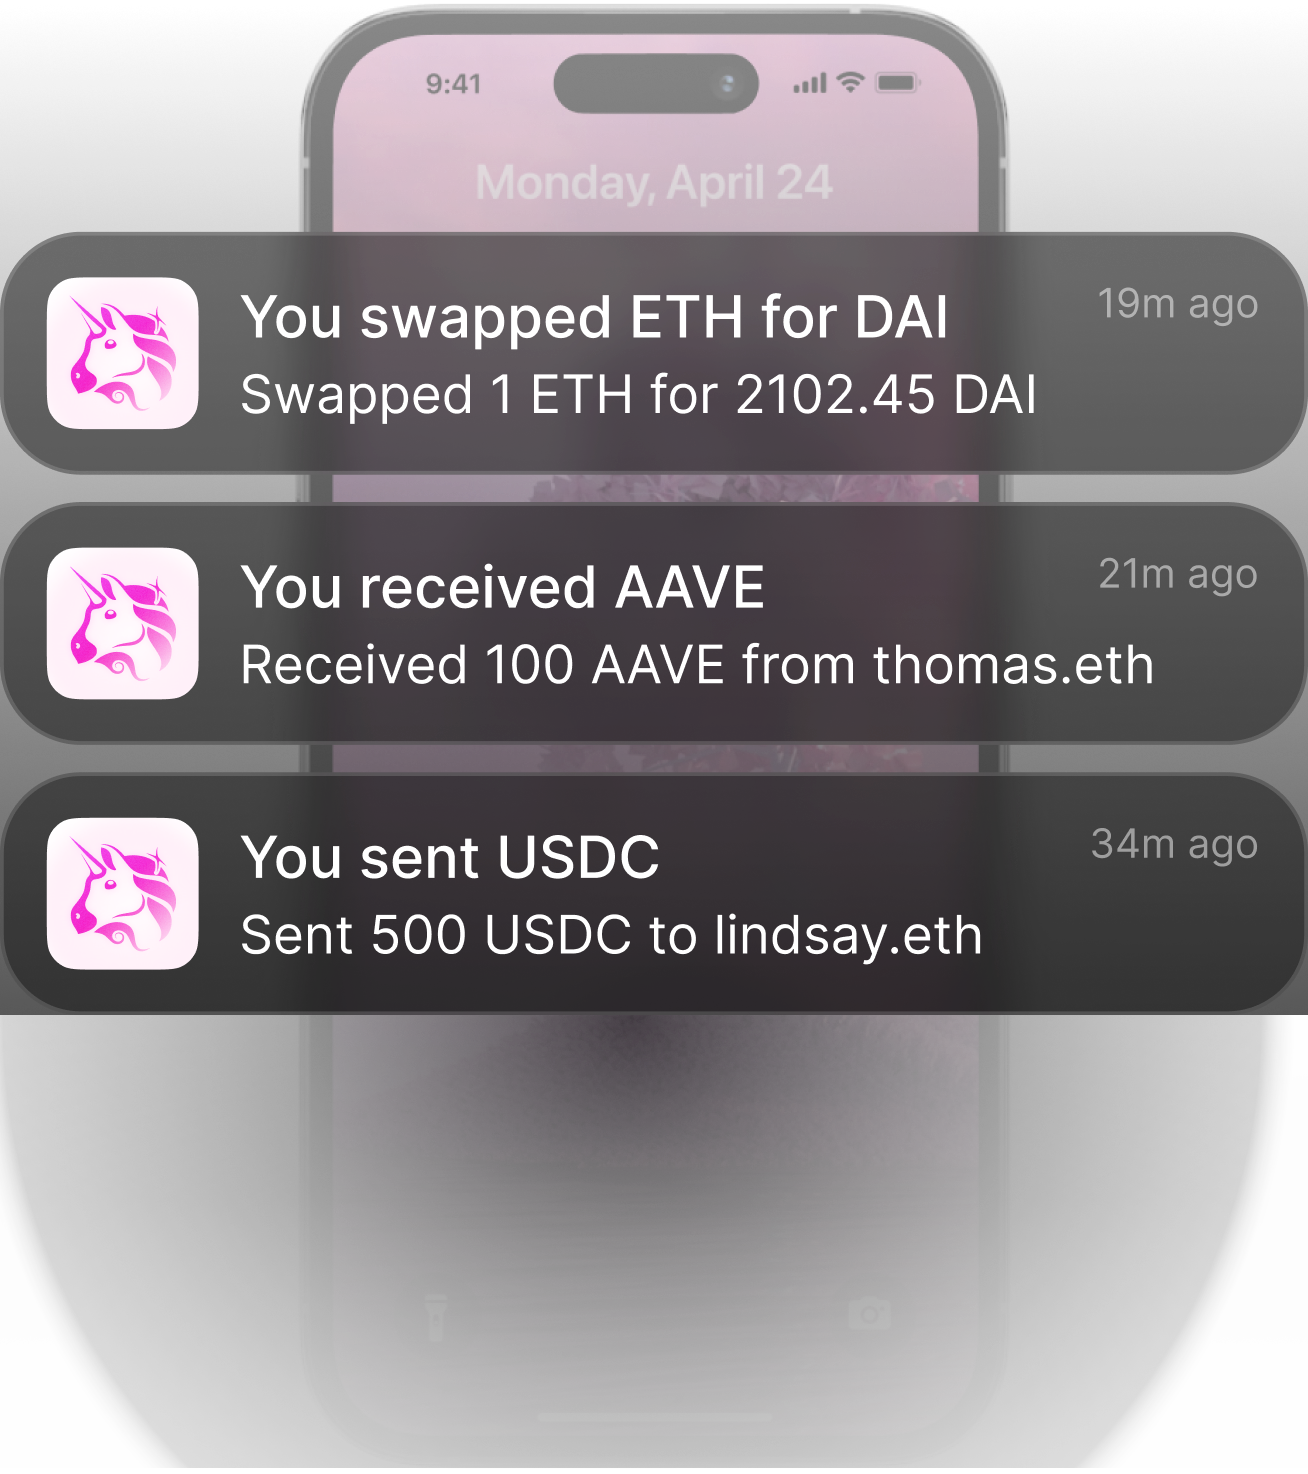 9:41
Monday, April 24
You swapped ETH for DAI
19m ago
Swapped 1 ETH for 2102.45 DAI
You received AAVE
21m ago
Received 100 AAVE from thomas.eth
You sent USDC
34m ago
Sent 500 USDC to lindsay.eth